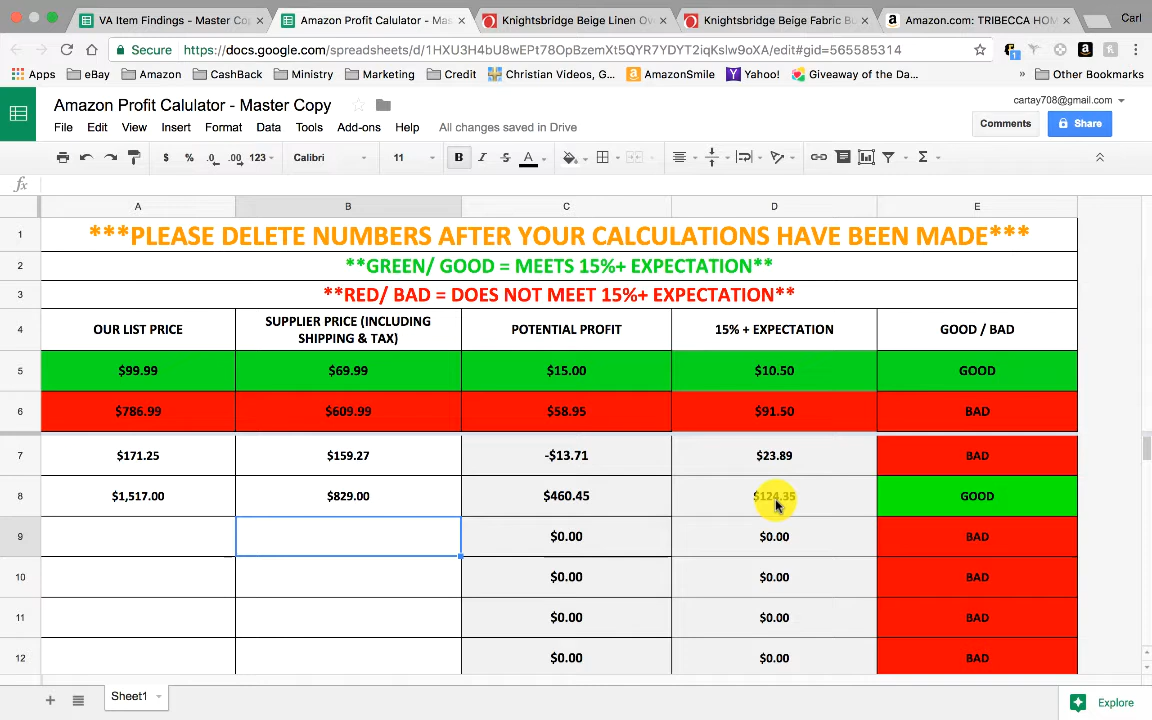 VA Item Findings - Master Co
Amazon Profit Calulator - Mas
Knightsbridge Beige Linen Ov
Knightsbridge Beige Fabric Bu
Amazon.com: TRIBECCA HOM
Carl
Secure
https://docs.google.com/spreadsheets/d/1HXU3H4bU8wEPt78OpBzemXt5QYR7YDYT2iqKslw9oXA/edit#gid=565585314
Apps eBay Amazon CashBack Ministry Marketing Credit Christian Videos, G... AmazonSmile Yahoo! Giveaway of the Da... » Other Bookmarks
Amazon Profit Calulator - Master Copy
cartay708@gmail.com
File Edit View Insert Format Data Tools Add-ons Help All changes saved in Drive
Comments Share
$ % .0 .00 123 Calibri 11 B I S A
fx
A B C D E
1 ***PLEASE DELETE NUMBERS AFTER YOUR CALCULATIONS HAVE BEEN MADE***
2 **GREEN/ GOOD = MEETS 15%+ EXPECTATION**
3 **RED/ BAD = DOES NOT MEET 15%+ EXPECTATION**
4 OUR LIST PRICE SUPPLIER PRICE (INCLUDING SHIPPING & TAX) POTENTIAL PROFIT 15% + EXPECTATION GOOD / BAD
5 $99.99 $69.99 $15.00 $10.50 GOOD
6 $786.99 $609.99 $58.95 $91.50 BAD
7 $171.25 $159.27 -$13.71 $23.89 BAD
8 $1,517.00 $829.00 $460.45 $124.35 GOOD
9 $0.00 $0.00 BAD
10 $0.00 $0.00 BAD
11 $0.00 $0.00 BAD
12 $0.00 $0.00 BAD
Sheet1
Explore